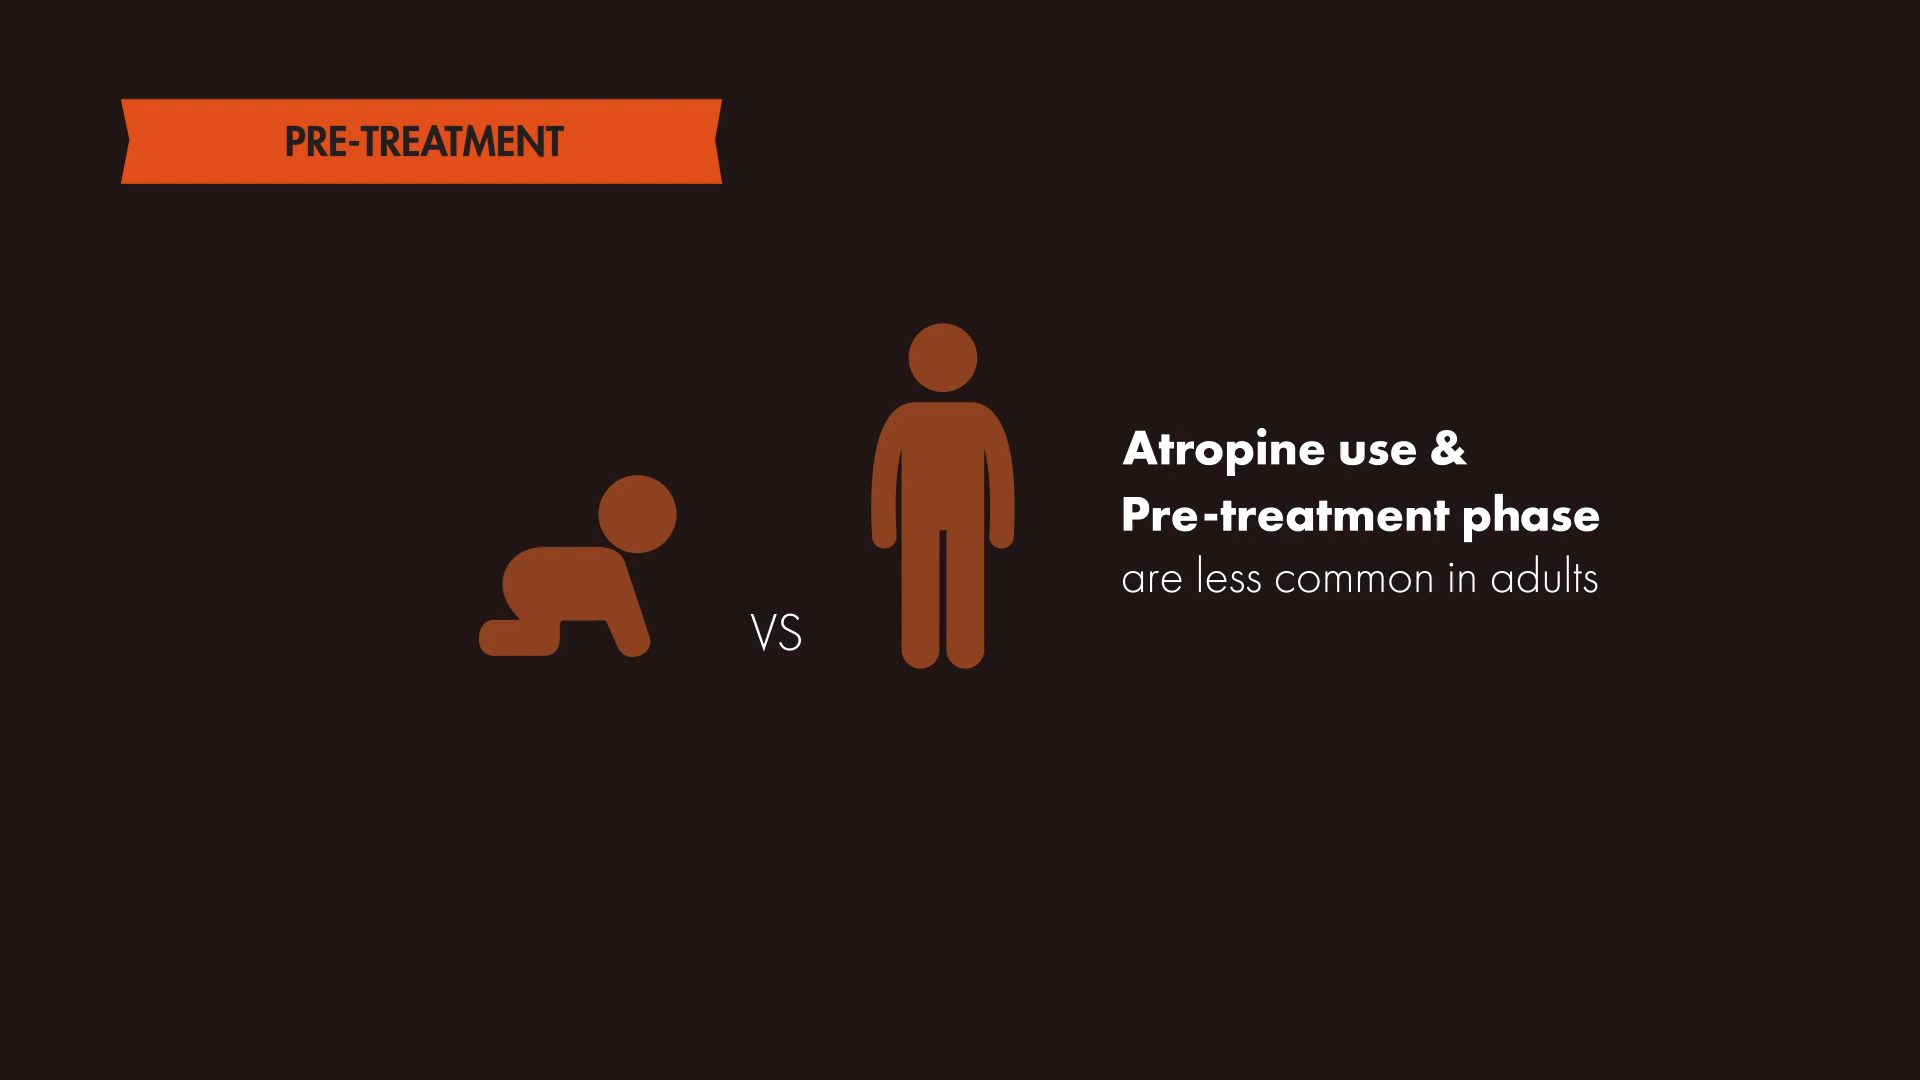 PRE-TREATMENT
VS
Atropine use &
Pre-treatment phase
are less common in adults